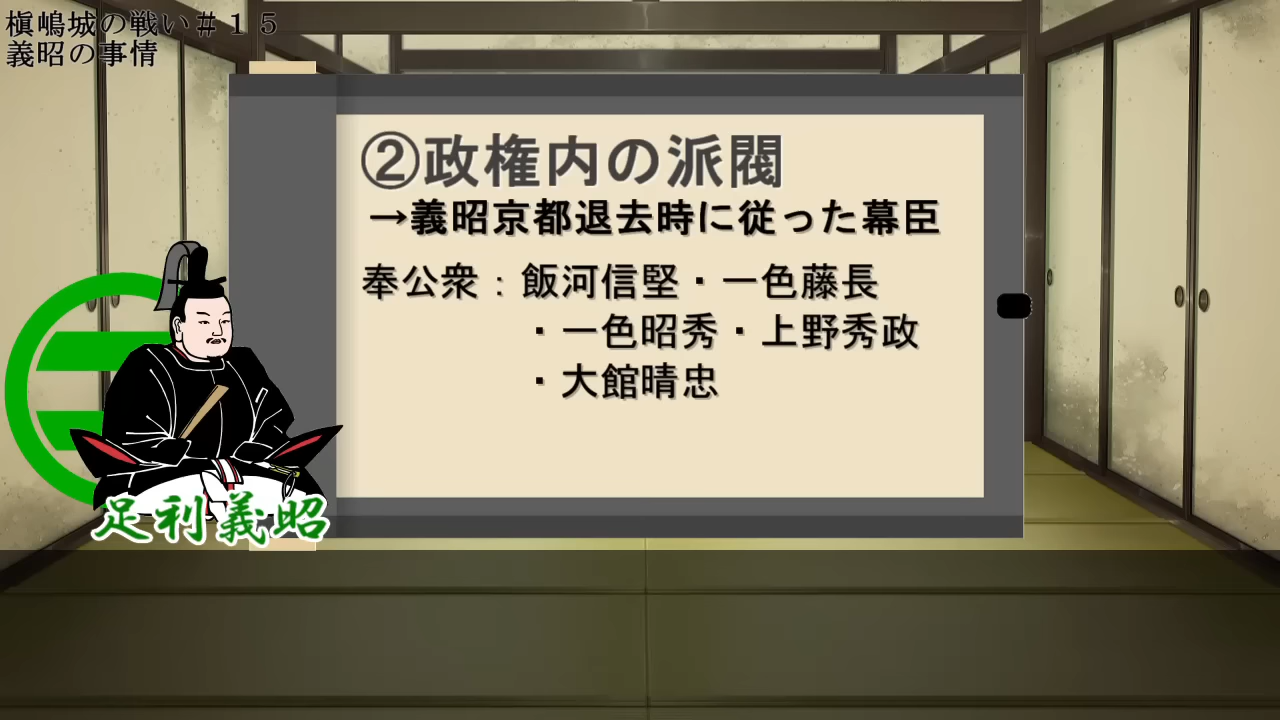 槇嶋城の戦い＃１５
義昭の事情
②政権内の派閥
→義昭京都退去時に従った幕臣
奉公衆：飯河信堅・一色藤長
・一色昭秀・上野秀政
・大館晴忠
足利義昭